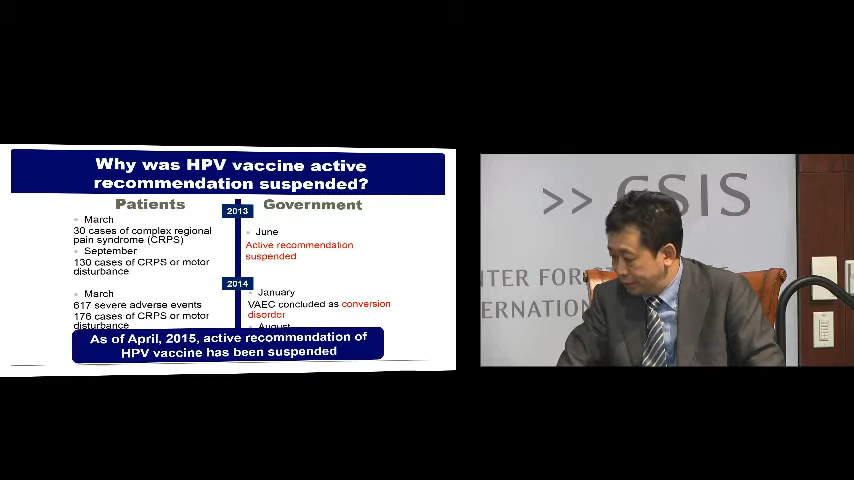 Why was HPV vaccine active
recommendation suspended?
Patients
2013
Government
March
30 cases of complex regional
pain syndrome (CRPS)
September
130 cases of CRPS or motor
disturbance
June
Active recommendation
suspended
2014
March
617 severe adverse events
176 cases of CRPS or motor
disturbance
January
VAEC concluded as conversion
disorder
August
As of April, 2015, active recommendation of
HPV vaccine has been suspended
>> CSIS
NTER FOR
ERNATION